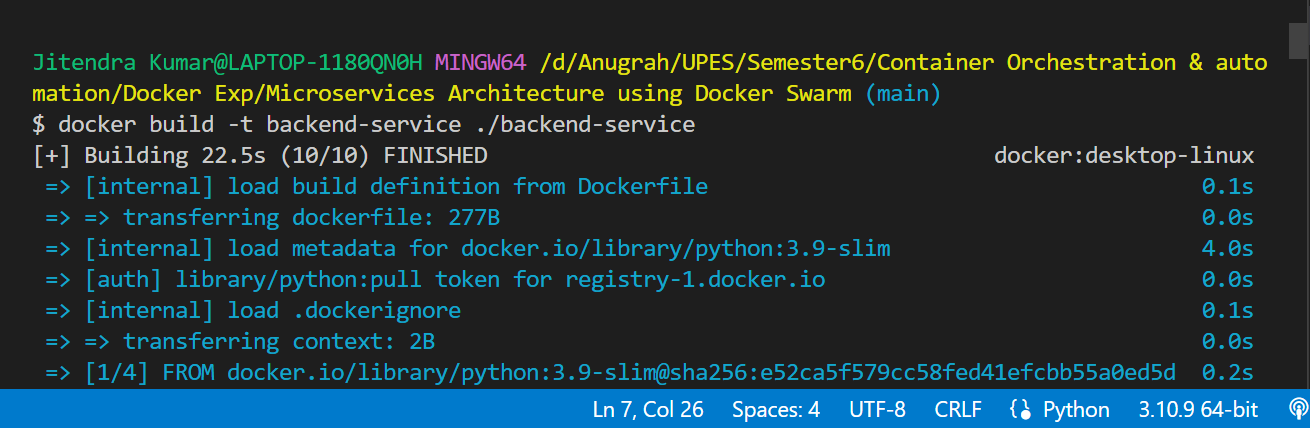 Jitendra Kumar@LAPTOP-1180QN0H MINGW64 /d/Anugrah/UPES/Semester6/Container Orchestration & auto
mation/Docker Exp/Microservices Architecture using Docker Swarm (main)
$ docker build -t backend-service ./backend-service
[+] Building 22.5s (10/10) FINISHED docker:desktop-linux
=> [internal] load build definition from Dockerfile 0.1s
=> => transferring dockerfile: 277B 0.0s
=> [internal] load metadata for docker.io/library/python:3.9-slim 4.0s
=> [auth] library/python:pull token for registry-1.docker.io 0.0s
=> [internal] load .dockerignore 0.1s
=> => transferring context: 2B 0.0s
=> [1/4] FROM docker.io/library/python:3.9-slim@sha256:e52ca5f579cc58fed41efcbb55a0ed5d 0.2s
Ln 7, Col 26 Spaces: 4 UTF-8 CRLF Python 3.10.9 64-bit